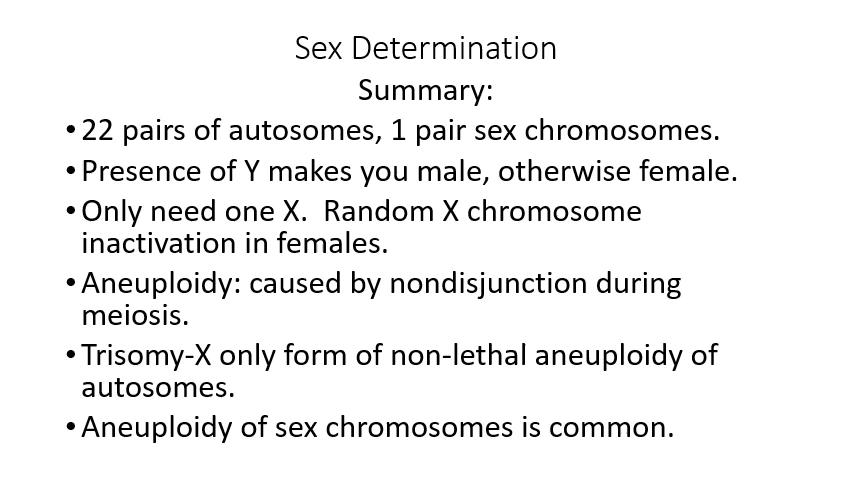 Sex Determination
Summary:
•22 pairs of autosomes, 1 pair sex chromosomes.
•Presence of Y makes you male, otherwise female.
•Only need one X.  Random X chromosome
inactivation in females.
•Aneuploidy: caused by nondisjunction during
meiosis.
•Trisomy-X only form of non-lethal aneuploidy of
autosomes.
•Aneuploidy of sex chromosomes is common.